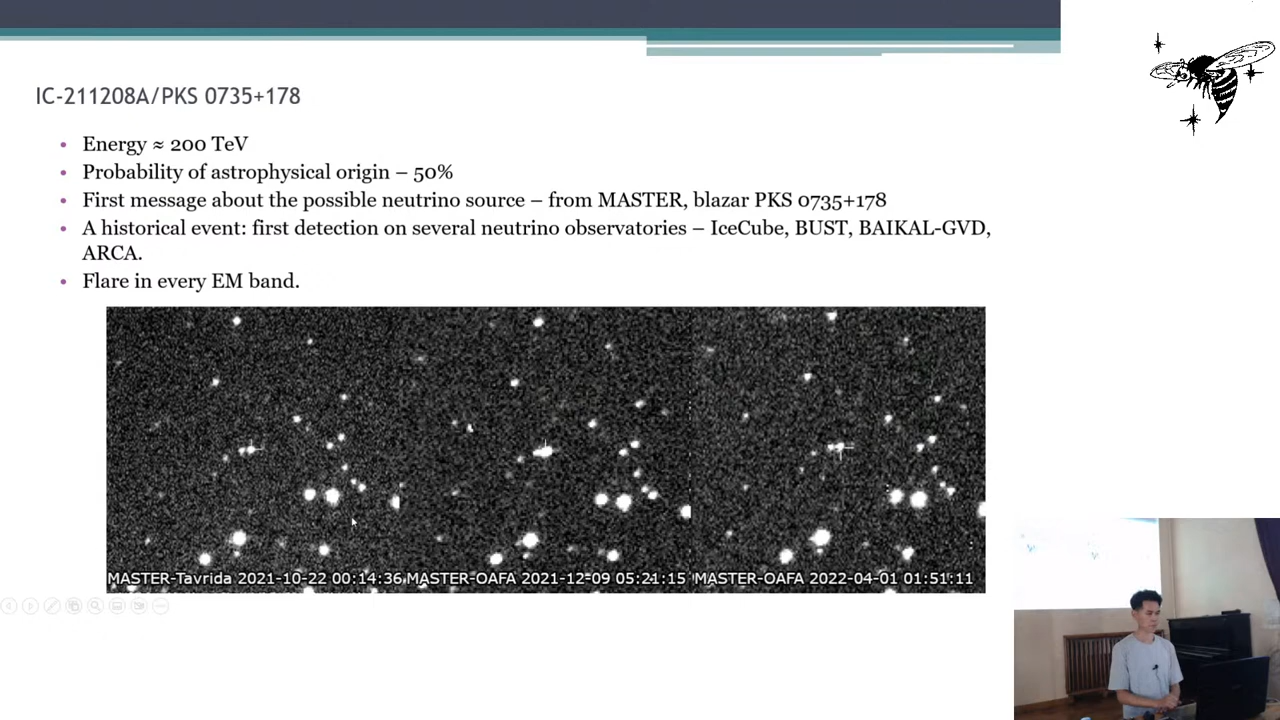 IC-211208A/PKS 0735+178
• Energy ≈ 200 TeV
• Probability of astrophysical origin – 50%
• First message about the possible neutrino source – from MASTER, blazar PKS 0735+178
• A historical event: first detection on several neutrino observatories – IceCube, BUST, BAIKAL-GVD,
ARCA.
• Flare in every EM band.
MASTER-Tavrida 2021-10-22 00:14:36 MASTER-OAFA 2021-12-09 05:21:15 MASTER-OAFA 2022-04-01 01:51:11